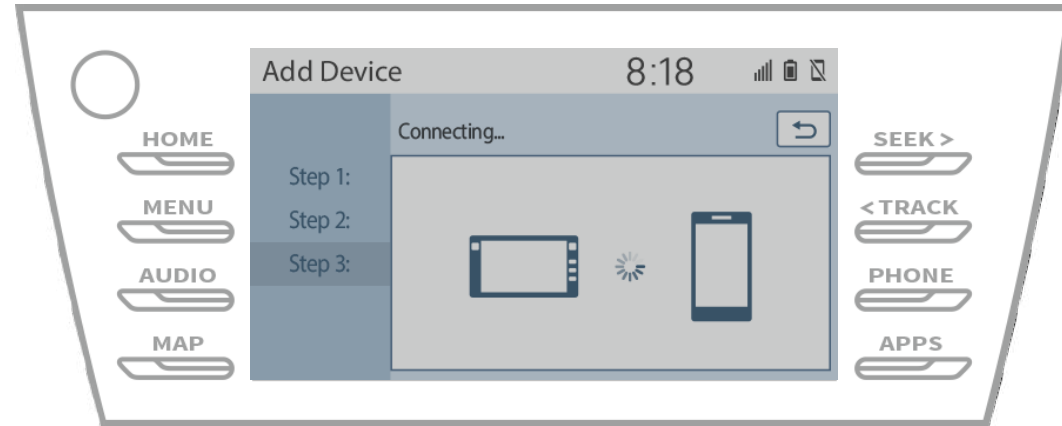 Add Device 8:18
HOME
MENU
AUDIO
MAP
Connecting...
Step 1:
Step 2:
Step 3:
SEEK >
< TRACK
PHONE
APPS